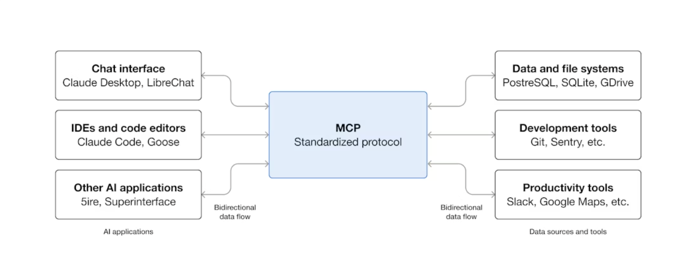 Chat interface
Claude Desktop, LibreChat
IDEs and code editors
Claude Code, Goose
Other AI applications
5ire, Superinterface
AI applications
Bidirectional
data flow
MCP
Standardized protocol
Bidirectional
data flow
Data and file systems
PostreSQL, SQLite, GDrive
Development tools
Git, Sentry, etc.
Productivity tools
Slack, Google Maps, etc.
Data sources and tools